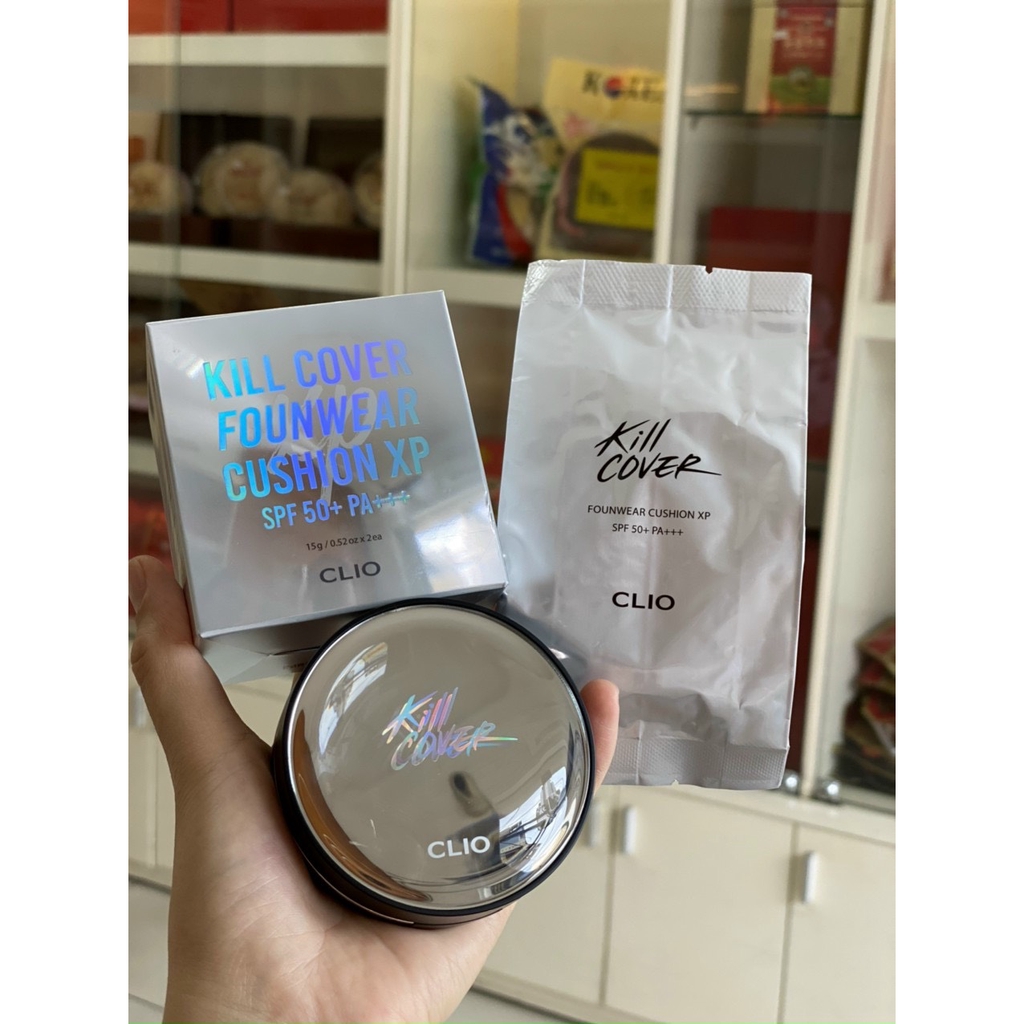 KILL COVER
FOUNWEAR
CUSHION XP
SPF 50+ PA+++
15g / 0.52oz x 2ea
CLIO
Kill
COVER
FOUNWEAR CUSHION XP
SPF 50+ PA+++
CLIO
Kill
COVER
CLIO